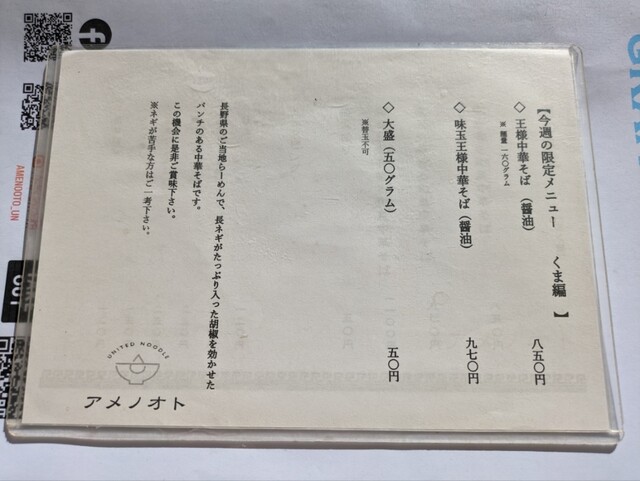 【今週の限定メニュー くま編 】
◇王様中華そば（醤油） 八五〇円
※ 麺量 一六〇グラム
◇味玉王様中華そば（醤油） 九七〇円
◇大盛（五〇グラム） 五〇円
※替玉不可
長野県のご当地らーめんで、長ネギがたっぷり入った胡椒を効かせた
パンチのある中華そばです。
この機会に是非ご賞味下さい。
※ネギが苦手な方はご一考下さい。
UNITED NOODLE
アメノオト
AMENOOTO_UN